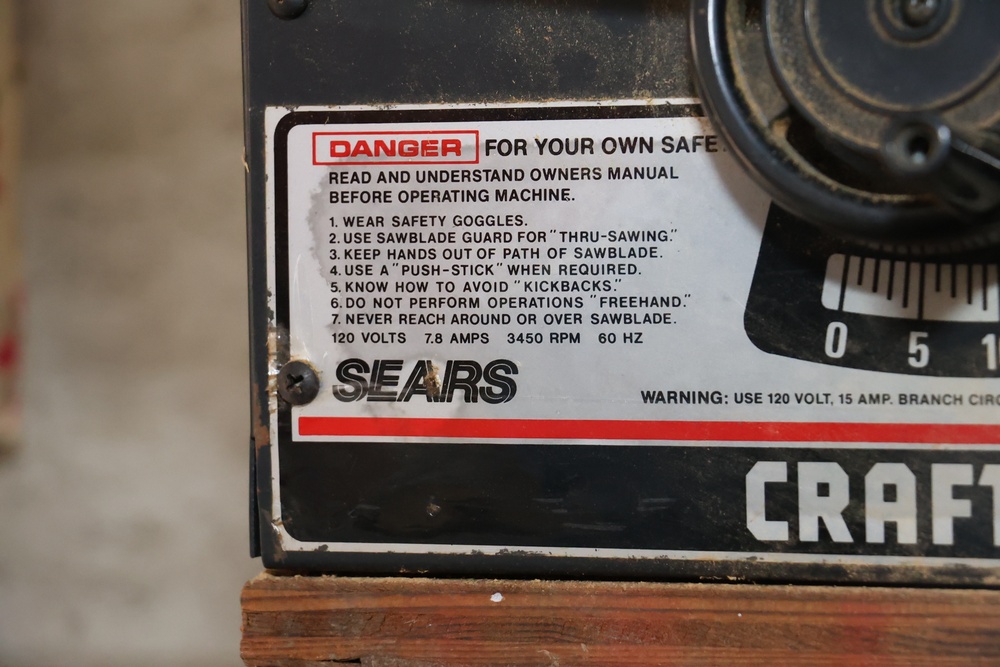 DANGER FOR YOUR OWN SAFE
READ AND UNDERSTAND OWNERS MANUAL
BEFORE OPERATING MACHINE.
1. WEAR SAFETY GOGGLES.
2. USE SAWBLADE GUARD FOR "THRU-SAWING."
3. KEEP HANDS OUT OF PATH OF SAWBLADE.
4. USE A "PUSH-STICK" WHEN REQUIRED.
5. KNOW HOW TO AVOID "KICKBACKS."
6. DO NOT PERFORM OPERATIONS "FREEHAND."
7. NEVER REACH AROUND OR OVER SAWBLADE.
120 VOLTS 7.8 AMPS 3450 RPM 60 HZ
0 5
SEARS
WARNING: USE 120 VOLT, 15 AMP. BRANCH CIRC
CRAFT